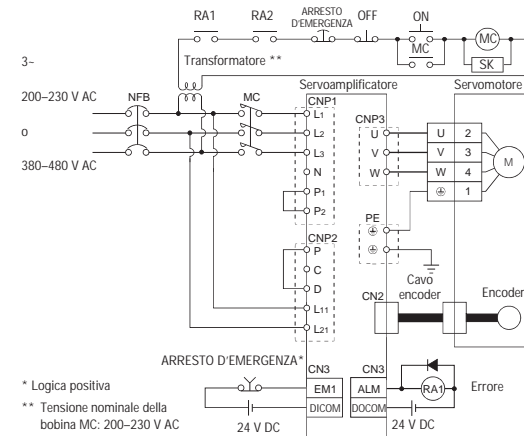 RA1 RA2 ARRESTO D'EMERGENZA OFF ON
MC MC
SK
3~ Transformatore **
200–230 V AC NFB MC
o
380–480 V AC
Servoamplificatore Servomotore
CNP1
L1
L2
L3
N
P1
P2
CNP3
U U 2
V V 3
W W 4
1
M
PE
CNP2
P
C
D
L11
L21
Cavo
encoder
CN2 Encoder
ARRESTO D'EMERGENZA*
CN3 CN3
EM1 ALM RA1 Errore
DICOM DOCOM
24 V DC 24 V DC
* Logica positiva
** Tensione nominale della
bobina MC: 200–230 V AC